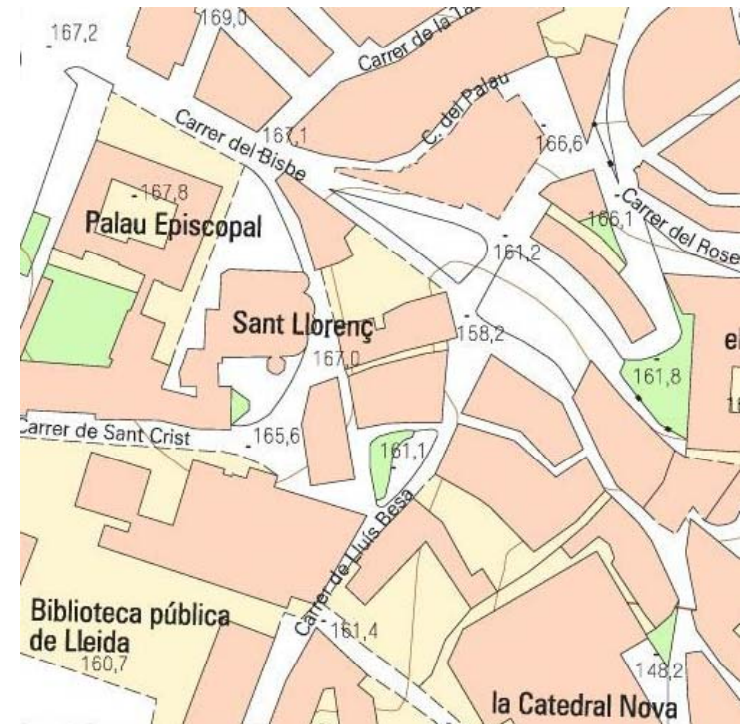 167,2
169,0
Carrer de la
C. del Palau
Carrer del Bisbe
167,1
166,6
167,8
Palau Episcopal
166,1
Carrer del Rose
161,2
Sant Llorenç
158,2
167,0
161,8
el
Carrer de Sant Crist
165,6
161,1
Carrer de Lluís Besa
Biblioteca pública
de Lleida
161,4
160,7
148,2
la Catedral Nova